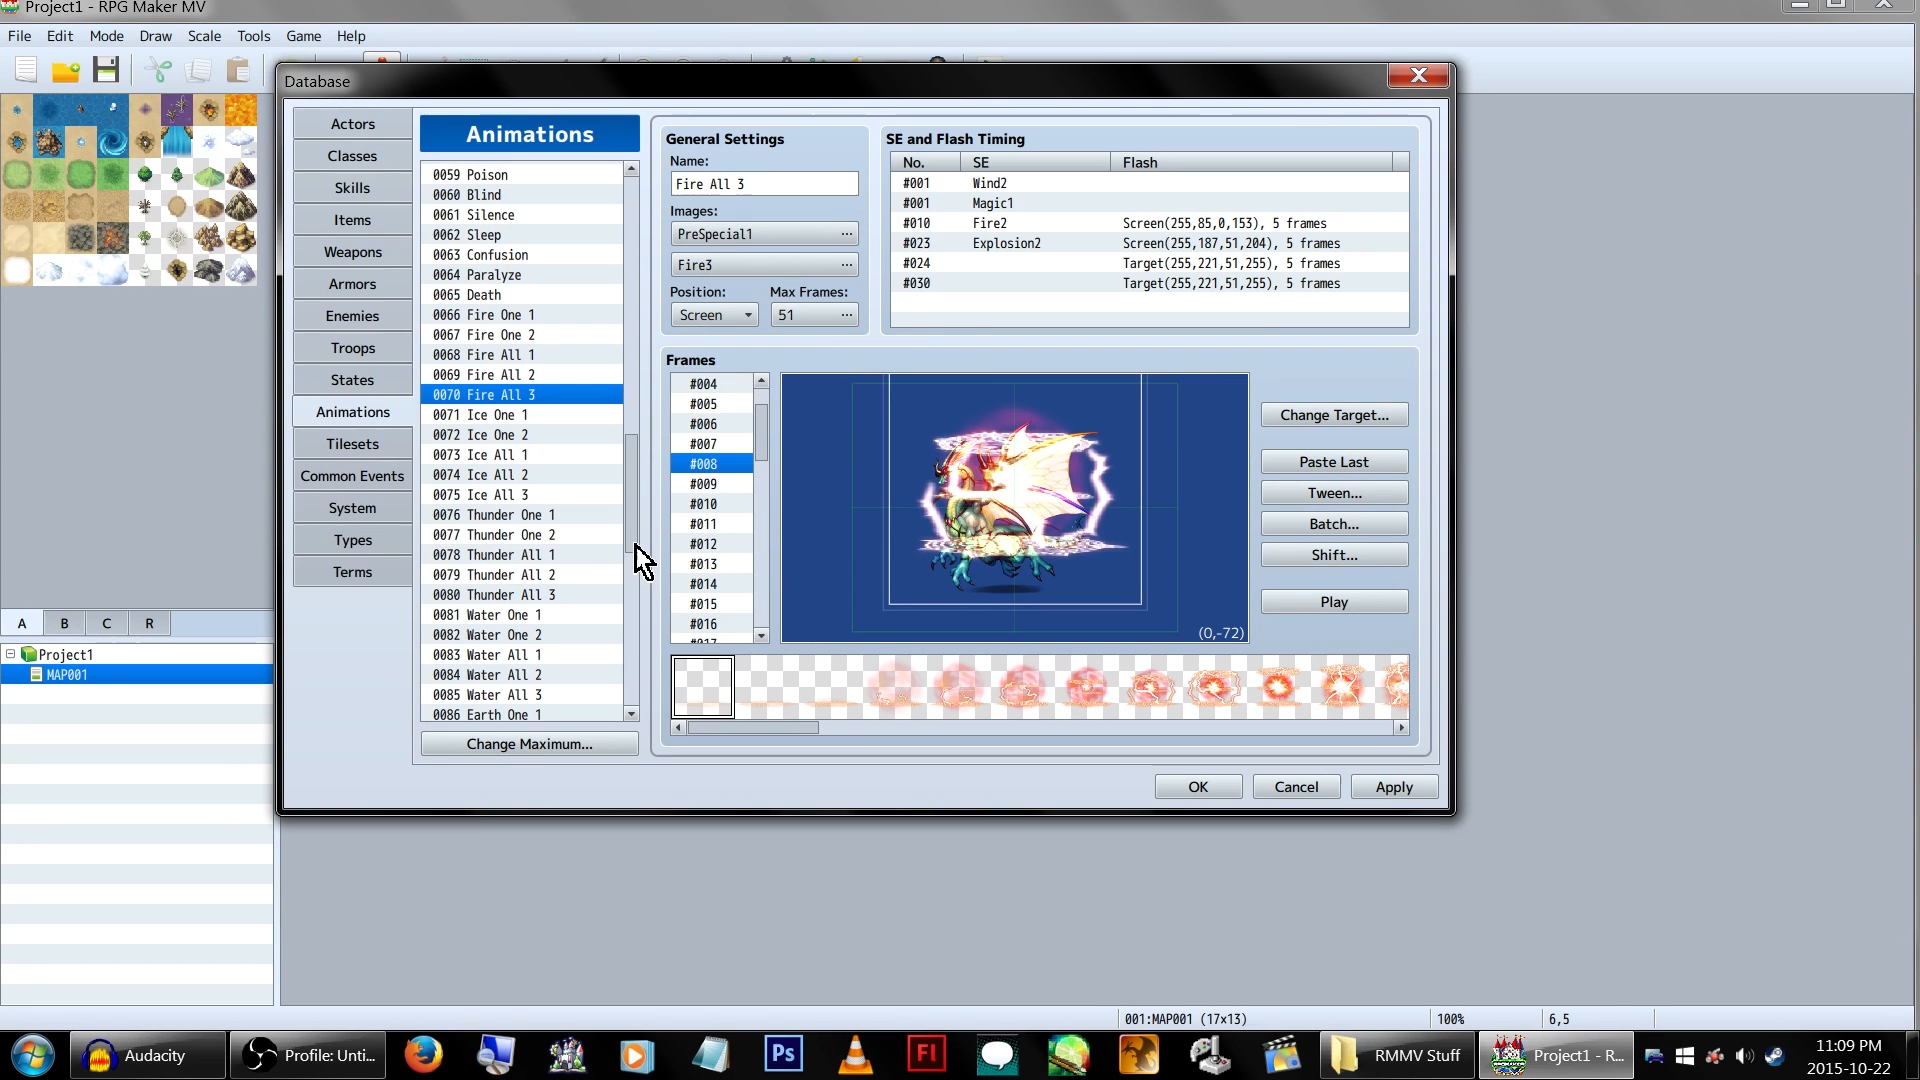 Project1 - RPG Maker MV
File Edit Mode Draw Scale Tools Game Help
Database
Actors
Classes
Skills
Items
Weapons
Armors
Enemies
Troops
States
Animations
Tilesets
Common Events
System
Types
Terms
Animations
0059 Poison
0060 Blind
0061 Silence
0062 Sleep
0063 Confusion
0064 Paralyze
0065 Death
0066 Fire One 1
0067 Fire One 2
0068 Fire All 1
0069 Fire All 2
0070 Fire All 3
0071 Ice One 1
0072 Ice One 2
0073 Ice All 1
0074 Ice All 2
0075 Ice All 3
0076 Thunder One 1
0077 Thunder One 2
0078 Thunder All 1
0079 Thunder All 2
0080 Thunder All 3
0081 Water One 1
0082 Water One 2
0083 Water All 1
0084 Water All 2
0085 Water All 3
0086 Earth One 1
Change Maximum...
General Settings
Name:
Fire All 3
Images:
PreSpecial1 ...
Fire3 ...
Position: Max Frames:
Screen 51 ...
SE and Flash Timing
No. SE Flash
#001 Wind2
#001 Magic1
#010 Fire2 Screen(255,85,0,153), 5 frames
#023 Explosion2 Screen(255,187,51,204), 5 frames
#024 Target(255,221,51,255), 5 frames
#030 Target(255,221,51,255), 5 frames
Frames
#004
#005
#006
#007
#008
#009
#010
#011
#012
#013
#014
#015
#016
#017
(0,-72)
Change Target...
Paste Last
Tween...
Batch...
Shift...
Play
OK Cancel Apply
A B C R
Project1
MAP001
001:MAP001 (17x13) 100% 6,5
Audacity
Profile: Unti...
Ps
Fl
RMMV Stuff
Project1 - R...
11:09 PM
2015-10-22